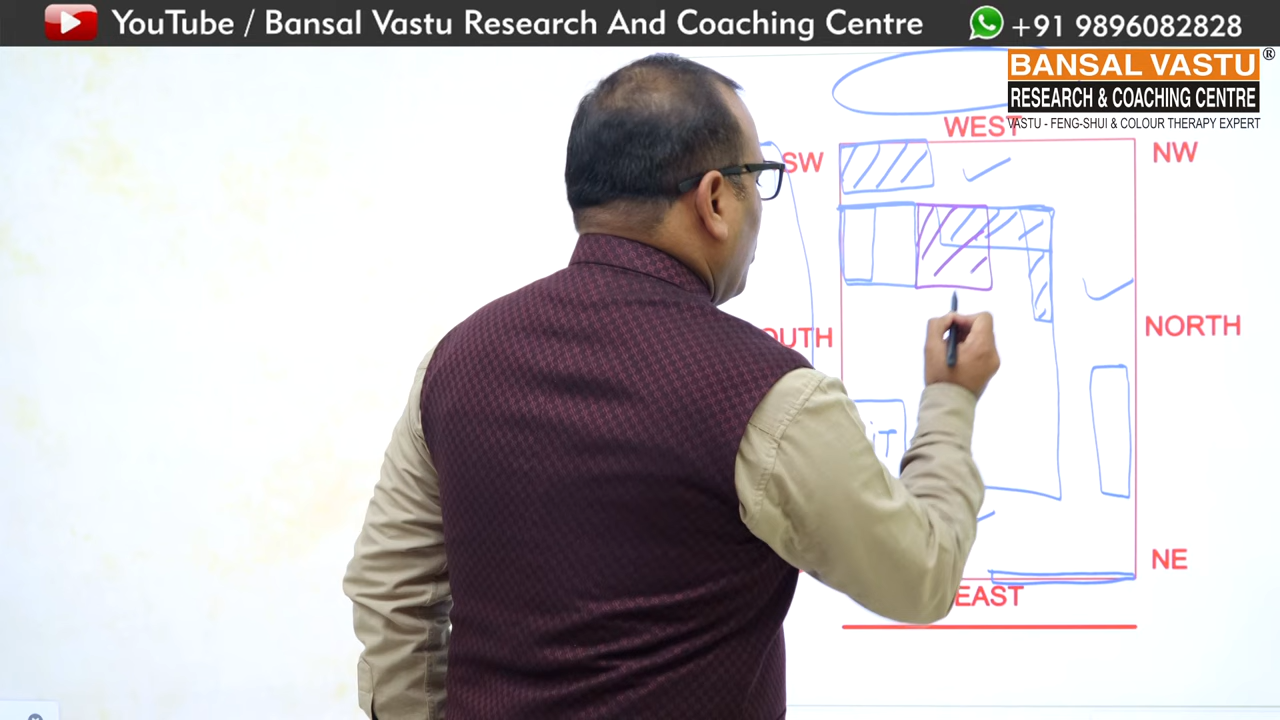 YouTube / Bansal Vastu Research And Coaching Centre
+91 9896082828
BANSAL VASTU®
RESEARCH & COACHING CENTRE
VASTU - FENG-SHUI & COLOUR THERAPY EXPERT
WEST
SW
NW
OUTH
NORTH
iT
NE
EAST